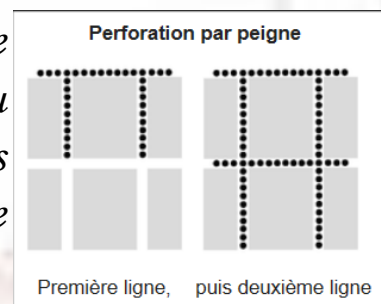 Perforation par peigne
e
u
s
e
Première ligne, puis deuxième ligne